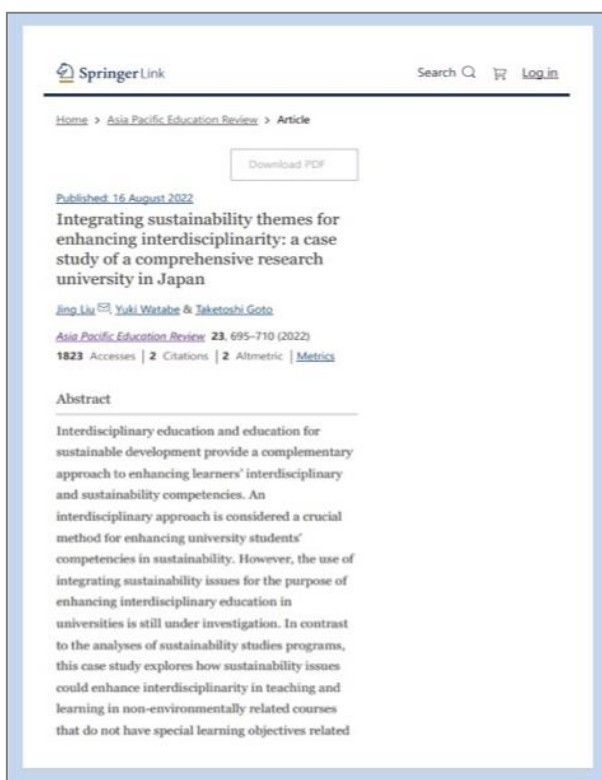 SpringerLink
Search
Log in
Home > Asia Pacific Education Review > Article
Download PDF
Published: 16 August 2022
Integrating sustainability themes for
enhancing interdisciplinarity: a case
study of a comprehensive research
university in Japan
Jing Liu, Yuki Watabe & Taketoshi Goto
Asia Pacific Education Review 23, 695–710 (2022)
1823 Accesses | 2 Citations | 2 Altmetric | Metrics
Abstract
Interdisciplinary education and education for
sustainable development provide a complementary
approach to enhancing learners' interdisciplinary
and sustainability competencies. An
interdisciplinary approach is considered a crucial
method for enhancing university students'
competencies in sustainability. However, the use of
integrating sustainability issues for the purpose of
enhancing interdisciplinary education in
universities is still under investigation. In contrast
to the analyses of sustainability studies programs,
this case study explores how sustainability issues
could enhance interdisciplinarity in teaching and
learning in non-environmentally related courses
that do not have special learning objectives related